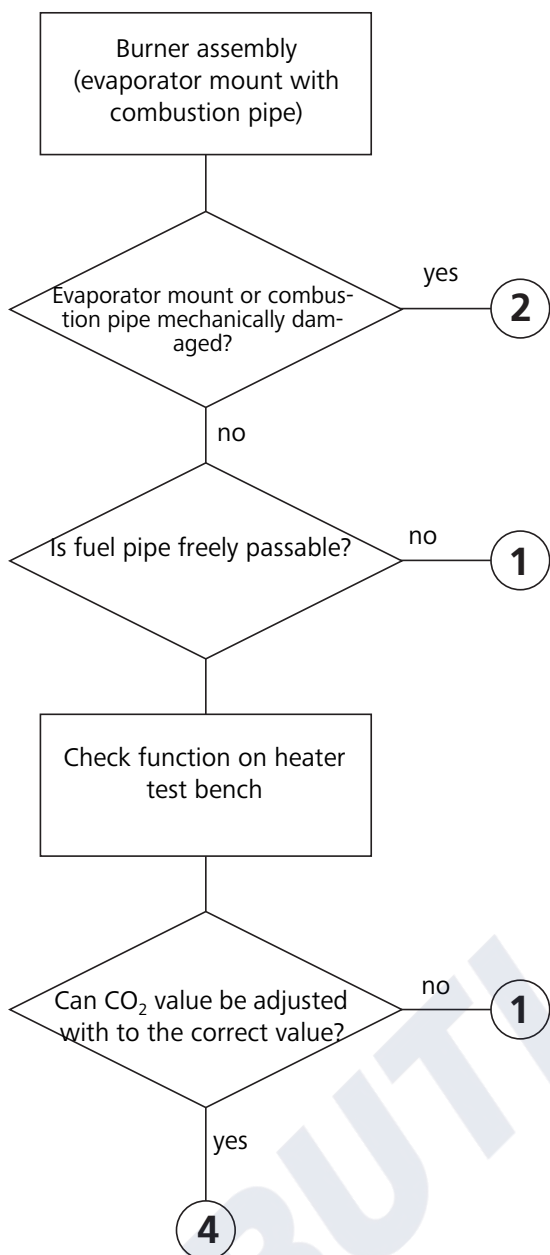 Burner assembly
(evaporator mount with
combustion pipe)
yes
Evaporator mount or combus-
tion pipe mechanically dam-
aged?
2
no
Is fuel pipe freely passable?
no
1
Check function on heater
test bench
Can CO₂ value be adjusted
with to the correct value?
no
1
yes
4
BUTI